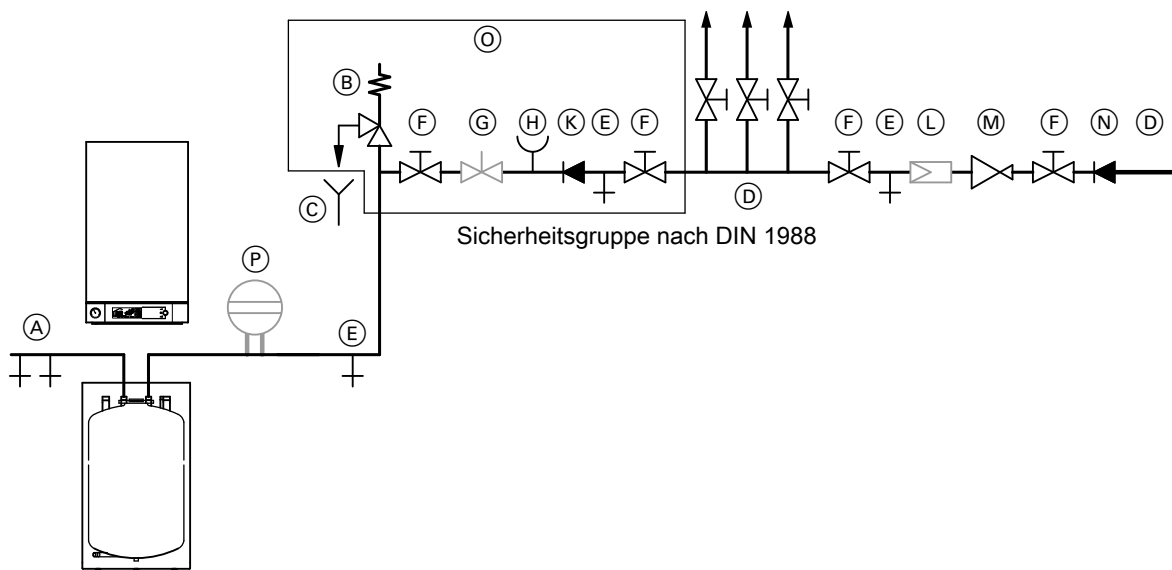 O
B
F G H K E F F E L M F N D
C
D
Sicherheitsgruppe nach DIN 1988
P
A
E